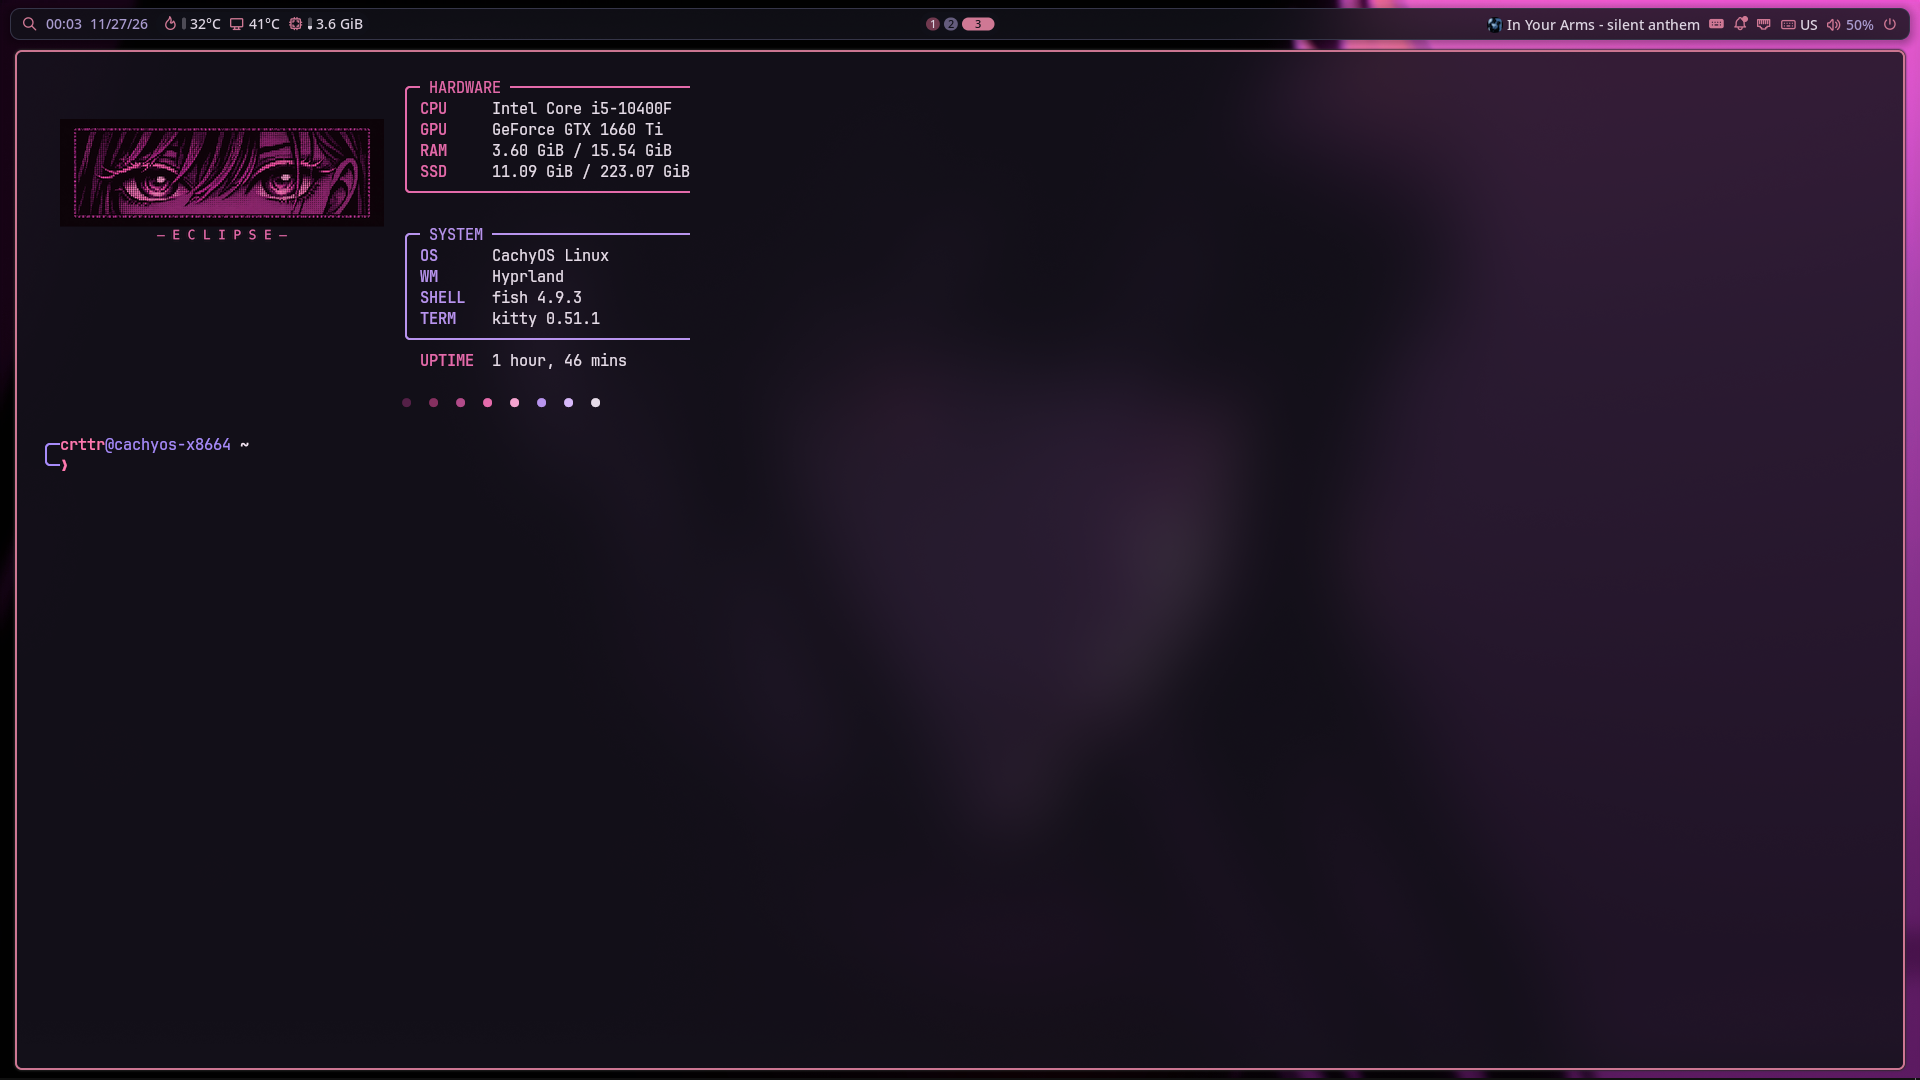 00:03 11/27/26 32°C 41°C 3.6 GiB 1 2 3 In Your Arms - silent anthem US 50%
HARDWARE
CPU Intel Core i5-10400F
GPU GeForce GTX 1660 Ti
RAM 3.60 GiB / 15.54 GiB
SSD 11.09 GiB / 223.07 GiB
—ECLIPSE—
SYSTEM
OS CachyOS Linux
WM Hyprland
SHELL fish 4.9.3
TERM kitty 0.51.1
UPTIME 1 hour, 46 mins
crttr@cachyos-x8664 ~
❱